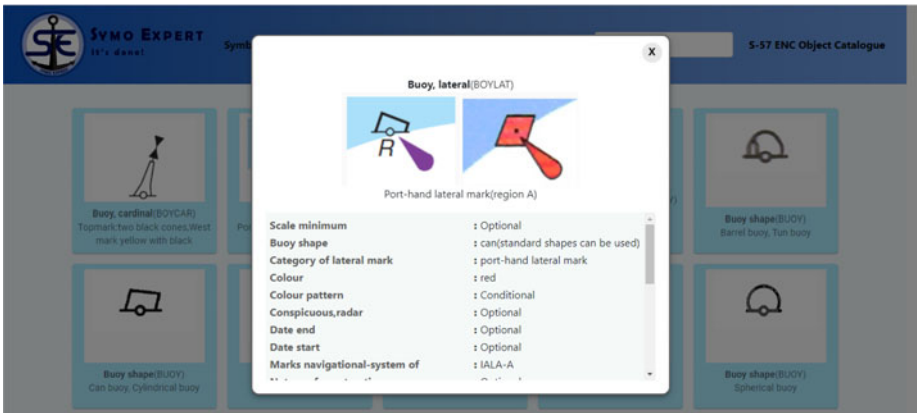 SYMO EXPERT
It's done!
S-57 ENC Object Catalogue
X
Buoy, lateral(BOYLAT)
R
Port-hand lateral mark(region A)
Scale minimum : Optional
Buoy shape : can(standard shapes can be used)
Category of lateral mark : port-hand lateral mark
Colour : red
Colour pattern : Conditional
Conspicuous,radar : Optional
Date end : Optional
Date start : Optional
Marks navigational-system of : IALA-A
Buoy, cardinal(BOYCAR)
Topmark two black cones,West
mark yellow with black
Buoy shape(BUOY)
Barrel buoy, Tun buoy
Buoy shape(BUOY)
Can buoy, Cylindrical buoy
Buoy shape(BUOY)
Spherical buoy